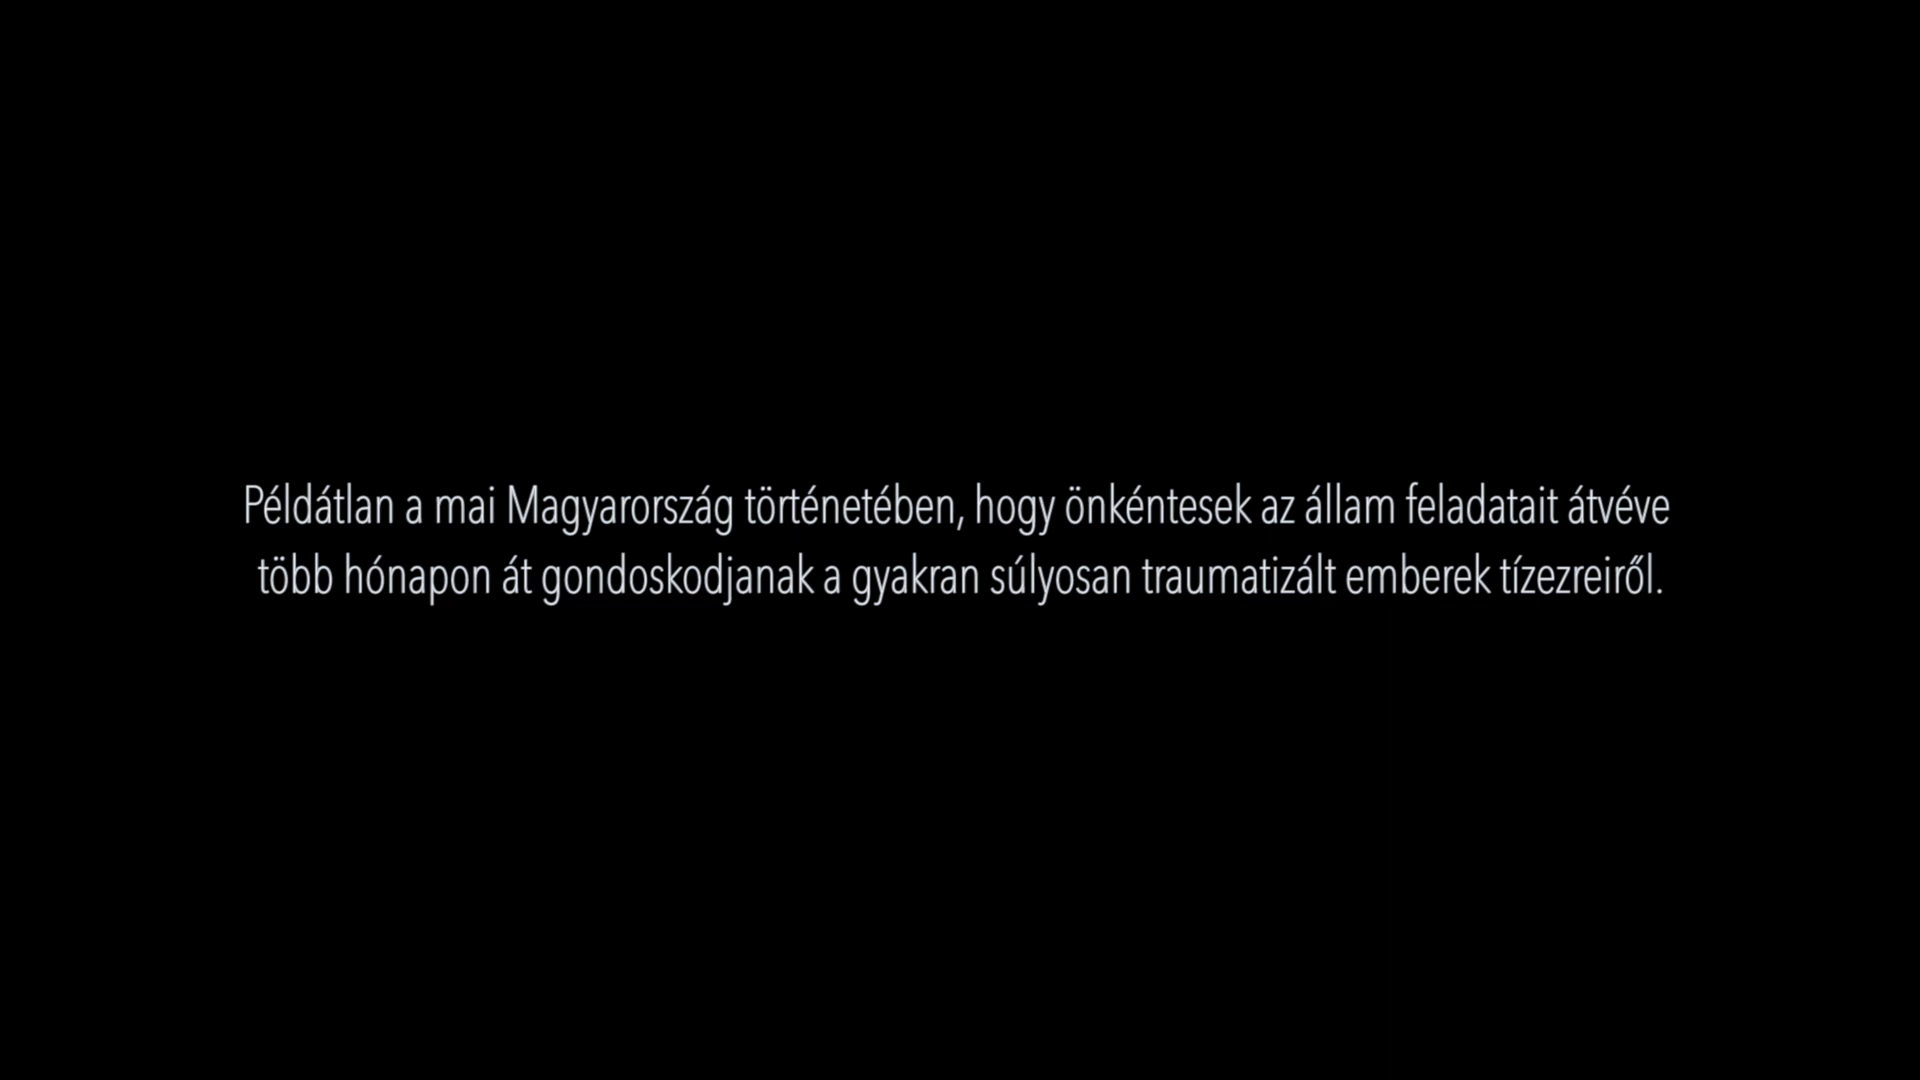 Példátlan a mai Magyarország történetében, hogy önkéntesek az állam feladatait átvéve
több hónapon át gondoskodjanak a gyakran súlyosan traumatizált emberek tízezreiről.